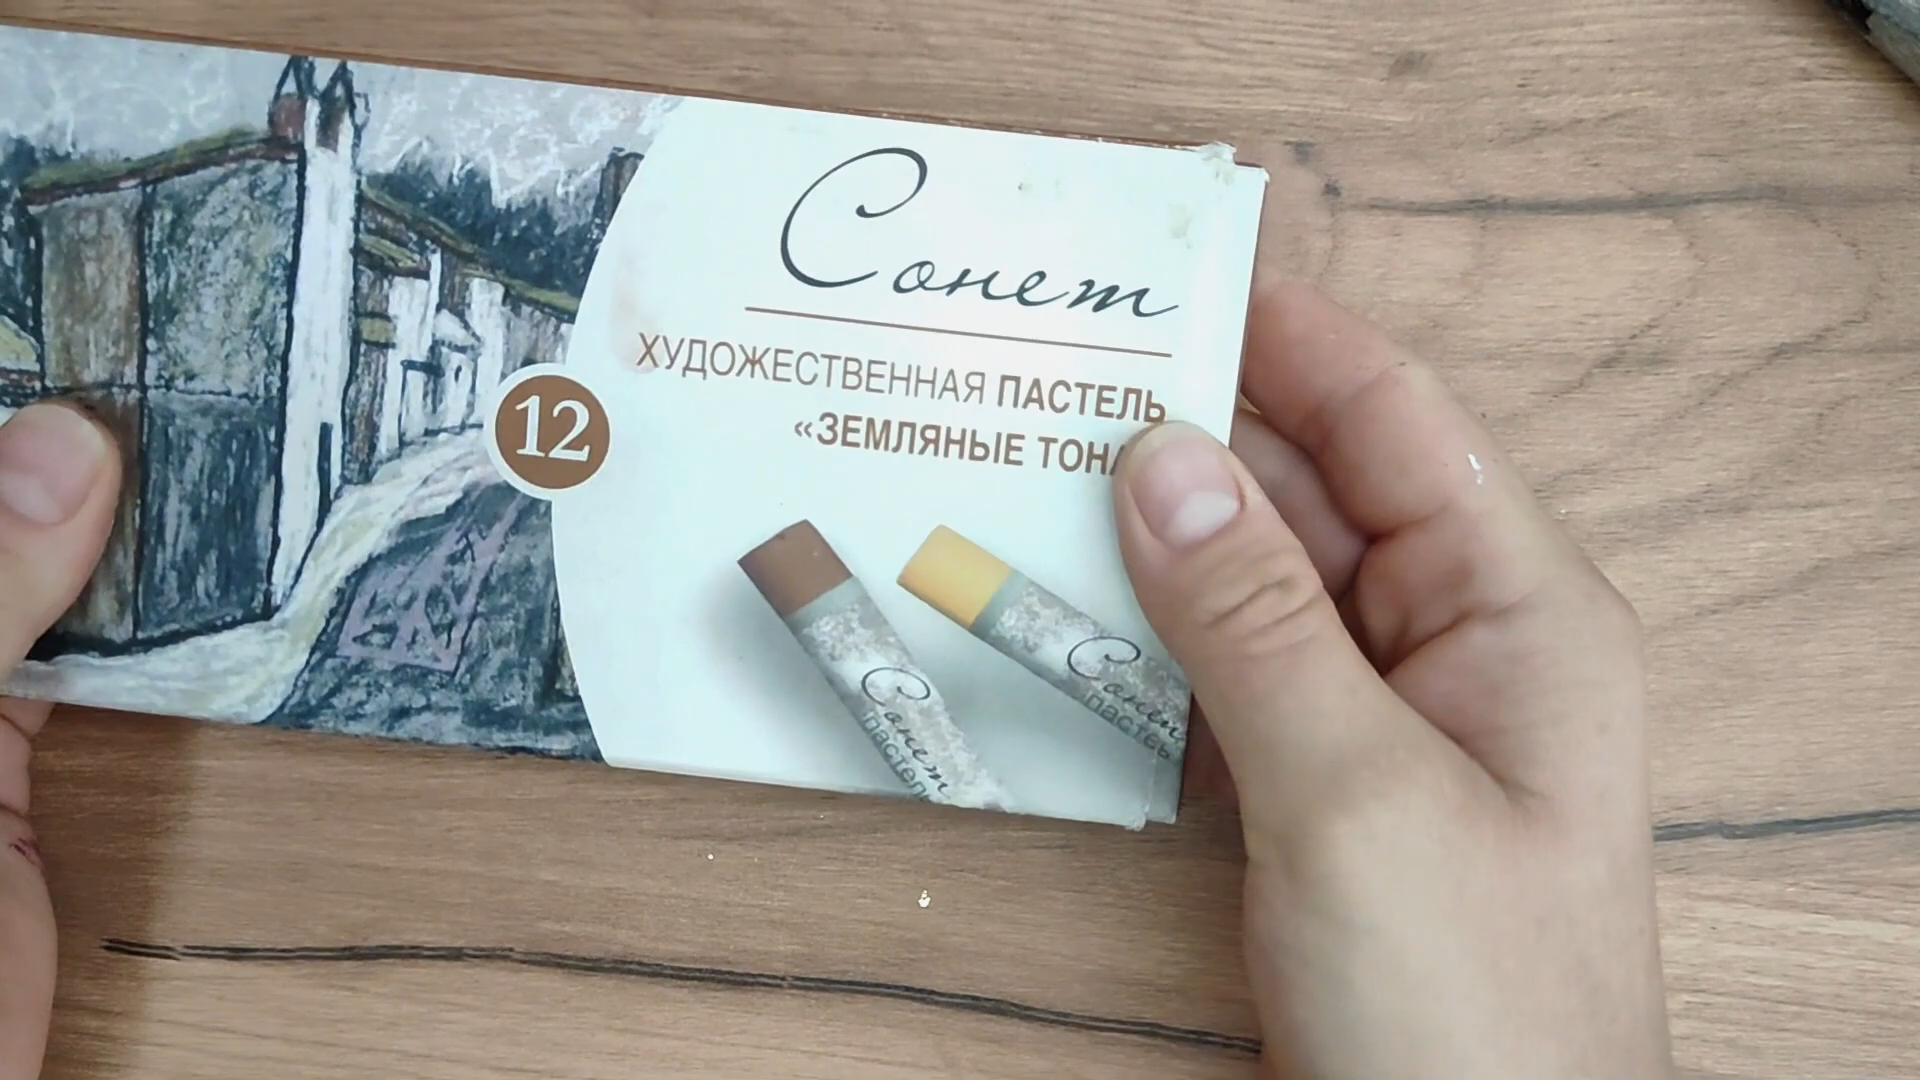 Сонет
ХУДОЖЕСТВЕННАЯ ПАСТЕЛЬ
«ЗЕМЛЯНЫЕ ТОНА
12
Сонет
пастель
Сонет
пастель